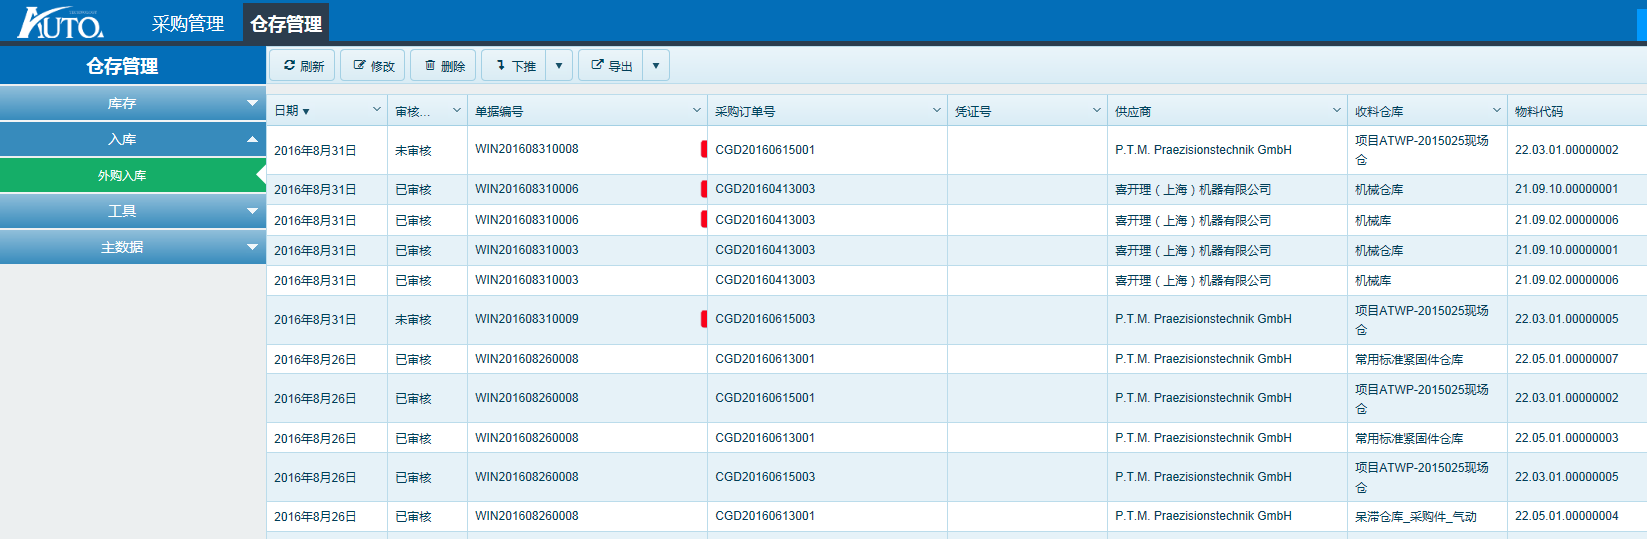 AUTO
采购管理 仓存管理
仓存管理
库存
入库
外购入库
工具
主数据
刷新 修改 删除 下推 导出
日期 审核... 单据编号 采购订单号 凭证号 供应商 收料仓库 物料代码
2016年8月31日 未审核 WIN201608310008 CGD20160615001 P.T.M. Praezisionstechnik GmbH 项目ATWP-2015025现场 22.03.01.00000002
仓
2016年8月31日 已审核 WIN201608310006 CGD20160413003 喜开理（上海）机器有限公司 机械仓库 21.09.10.00000001
2016年8月31日 已审核 WIN201608310006 CGD20160413003 喜开理（上海）机器有限公司 机械库 21.09.02.00000006
2016年8月31日 已审核 WIN201608310003 CGD20160413003 喜开理（上海）机器有限公司 机械仓库 21.09.10.00000001
2016年8月31日 已审核 WIN201608310003 CGD20160413003 喜开理（上海）机器有限公司 机械库 21.09.02.00000006
2016年8月31日 未审核 WIN201608310009 CGD20160615003 P.T.M. Praezisionstechnik GmbH 项目ATWP-2015025现场 22.03.01.00000005
仓
2016年8月26日 已审核 WIN201608260008 CGD20160613001 P.T.M. Praezisionstechnik GmbH 常用标准紧固件仓库 22.05.01.00000007
2016年8月26日 已审核 WIN201608260008 CGD20160615001 P.T.M. Praezisionstechnik GmbH 项目ATWP-2015025现场 22.03.01.00000002
仓
2016年8月26日 已审核 WIN201608260008 CGD20160613001 P.T.M. Praezisionstechnik GmbH 常用标准紧固件仓库 22.05.01.00000003
2016年8月26日 已审核 WIN201608260008 CGD20160615003 P.T.M. Praezisionstechnik GmbH 项目ATWP-2015025现场 22.03.01.00000005
仓
2016年8月26日 已审核 WIN201608260008 CGD20160613001 P.T.M. Praezisionstechnik GmbH 呆滞仓库_采购件_气动 22.05.01.00000004